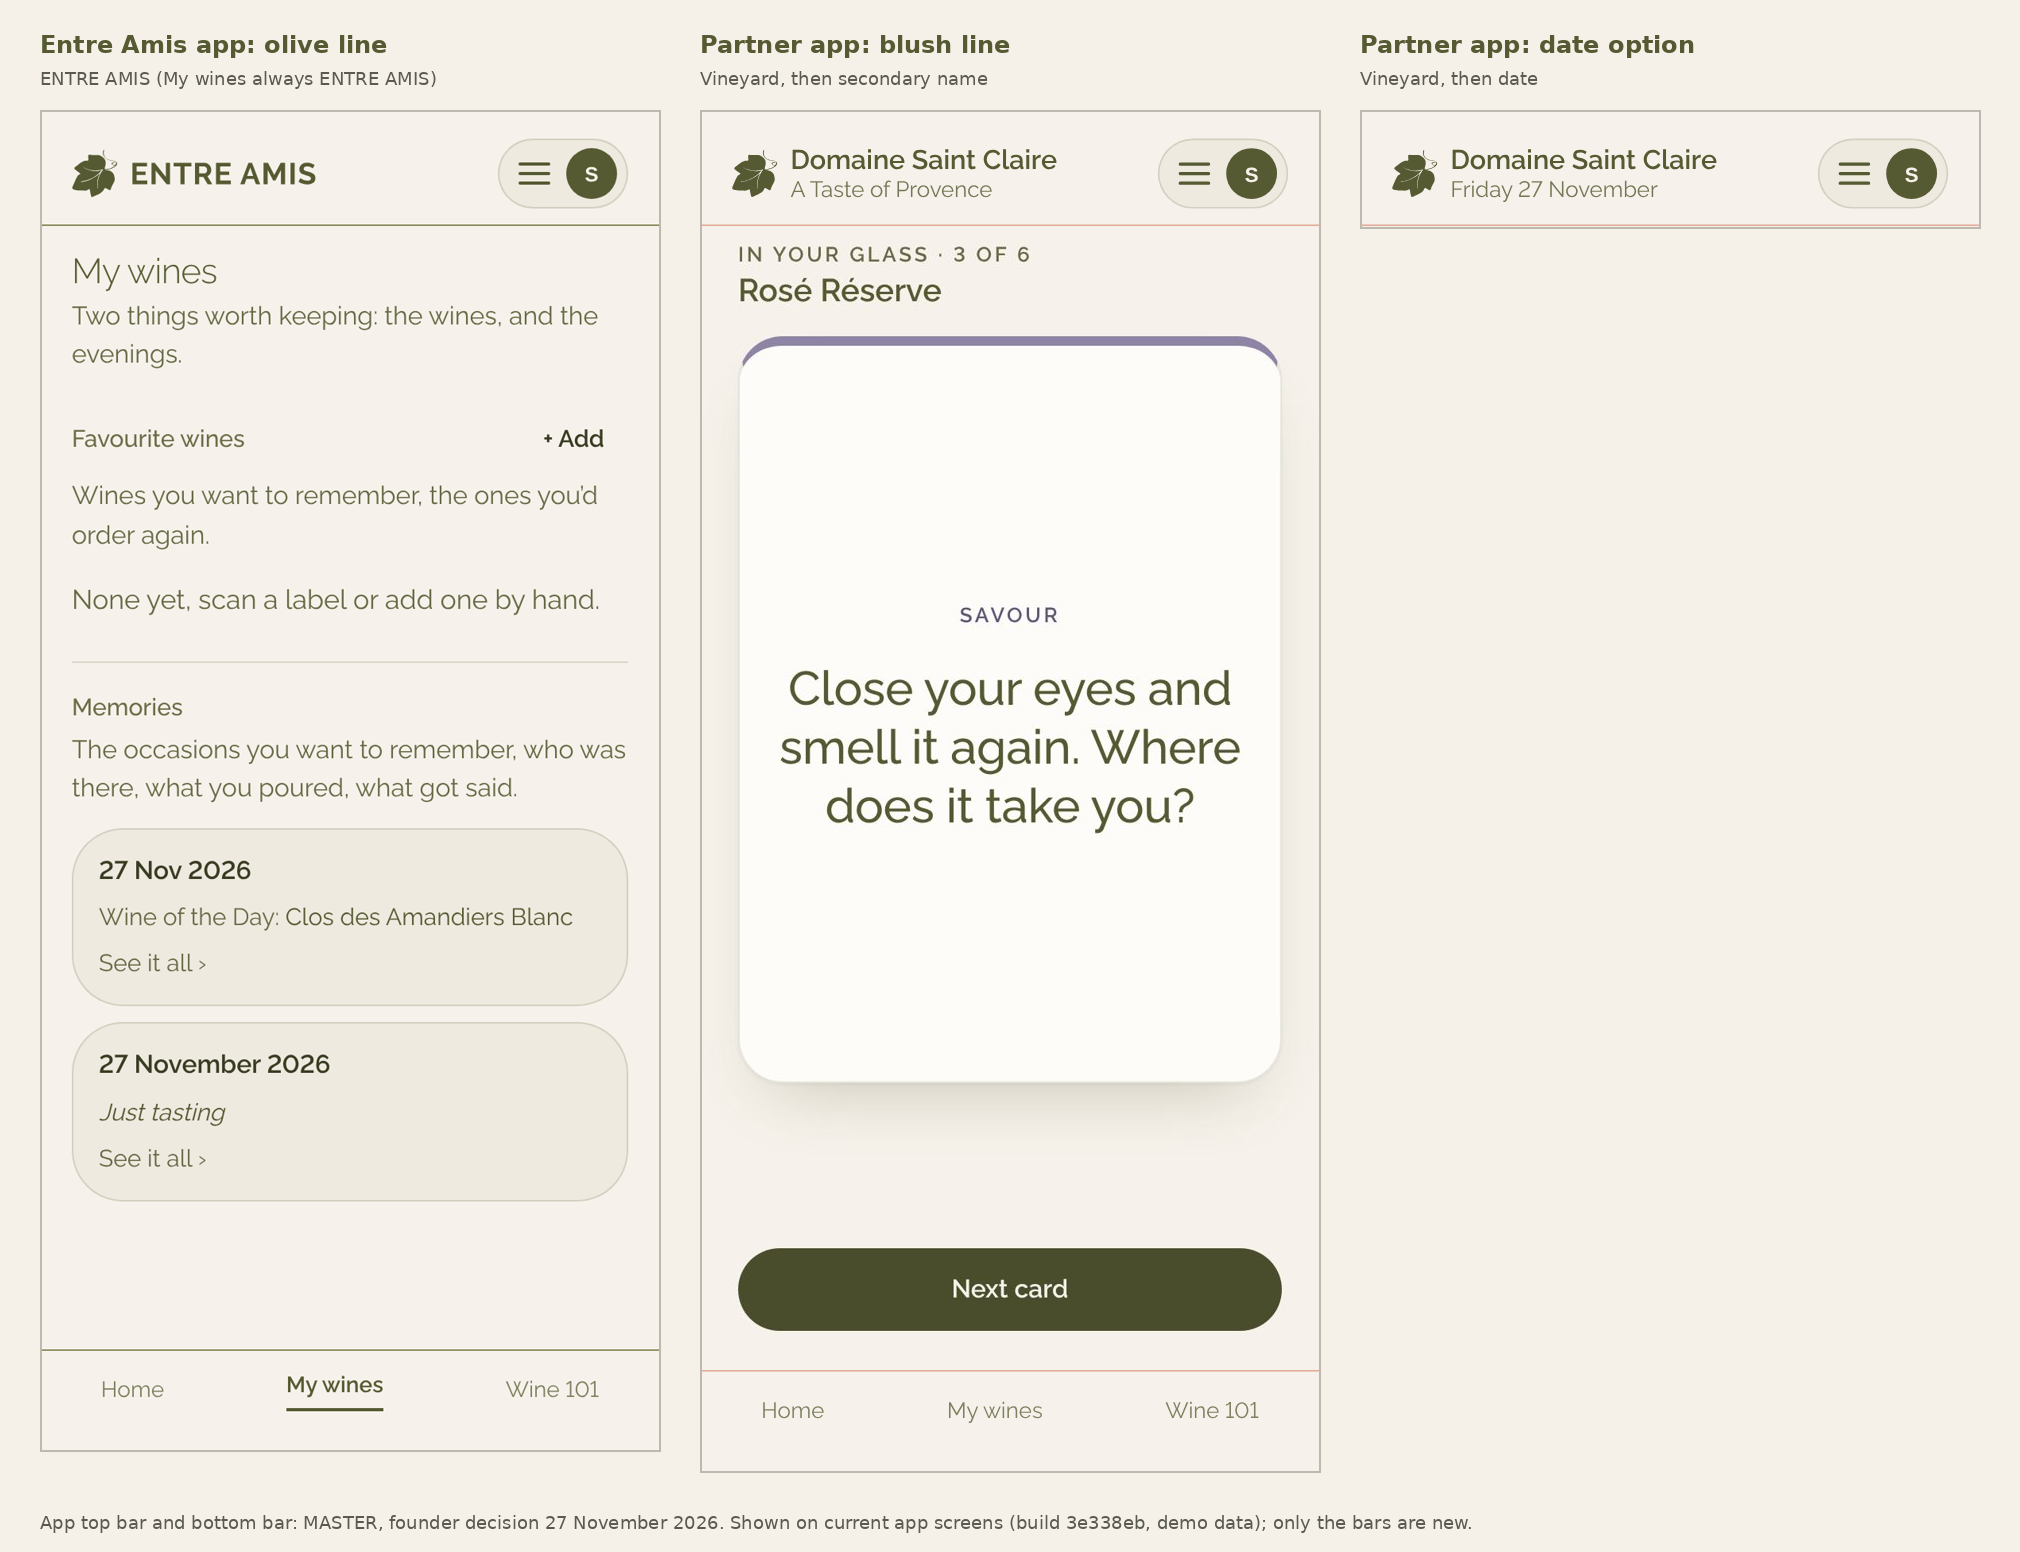 Entre Amis app: olive line
ENTRE AMIS (My wines always ENTRE AMIS)
ENTRE AMIS
S
My wines
Two things worth keeping: the wines, and the
evenings.
Favourite wines
+ Add
Wines you want to remember, the ones you'd
order again.
None yet, scan a label or add one by hand.
Memories
The occasions you want to remember, who was
there, what you poured, what got said.
27 Nov 2026
Wine of the Day: Clos des Amandiers Blanc
See it all ›
27 November 2026
Just tasting
See it all ›
Home
My wines
Wine 101
Partner app: blush line
Vineyard, then secondary name
Domaine Saint Claire
A Taste of Provence
S
IN YOUR GLASS · 3 OF 6
Rosé Réserve
SAVOUR
Close your eyes and
smell it again. Where
does it take you?
Next card
Home
My wines
Wine 101
Partner app: date option
Vineyard, then date
Domaine Saint Claire
Friday 27 November
S
App top bar and bottom bar: MASTER, founder decision 27 November 2026. Shown on current app screens (build 3e338eb, demo data); only the bars are new.